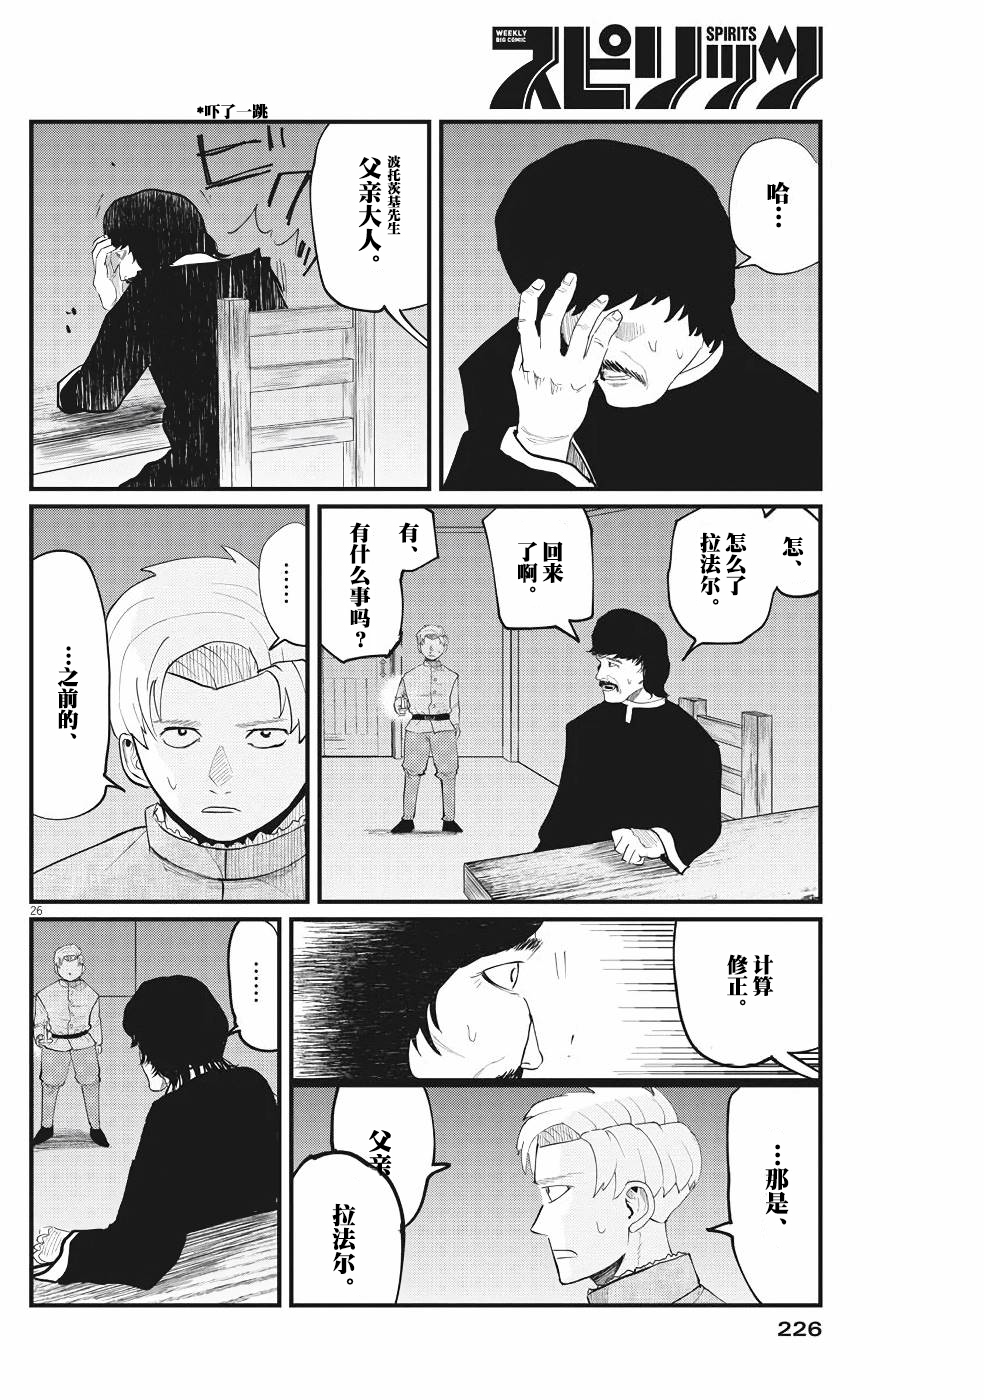 WEEKLY
BIG COMIC
スピリッツ
SPIRITS
哈…
*吓了一跳
波托茨基先生
父亲大人。
ビクッ
怎、
怎么了
拉法尔。
回来
了啊。
有、
有什么事吗？
……
…之前的、
26
计算
修正。
…那是、
父亲
拉法尔。
……
226